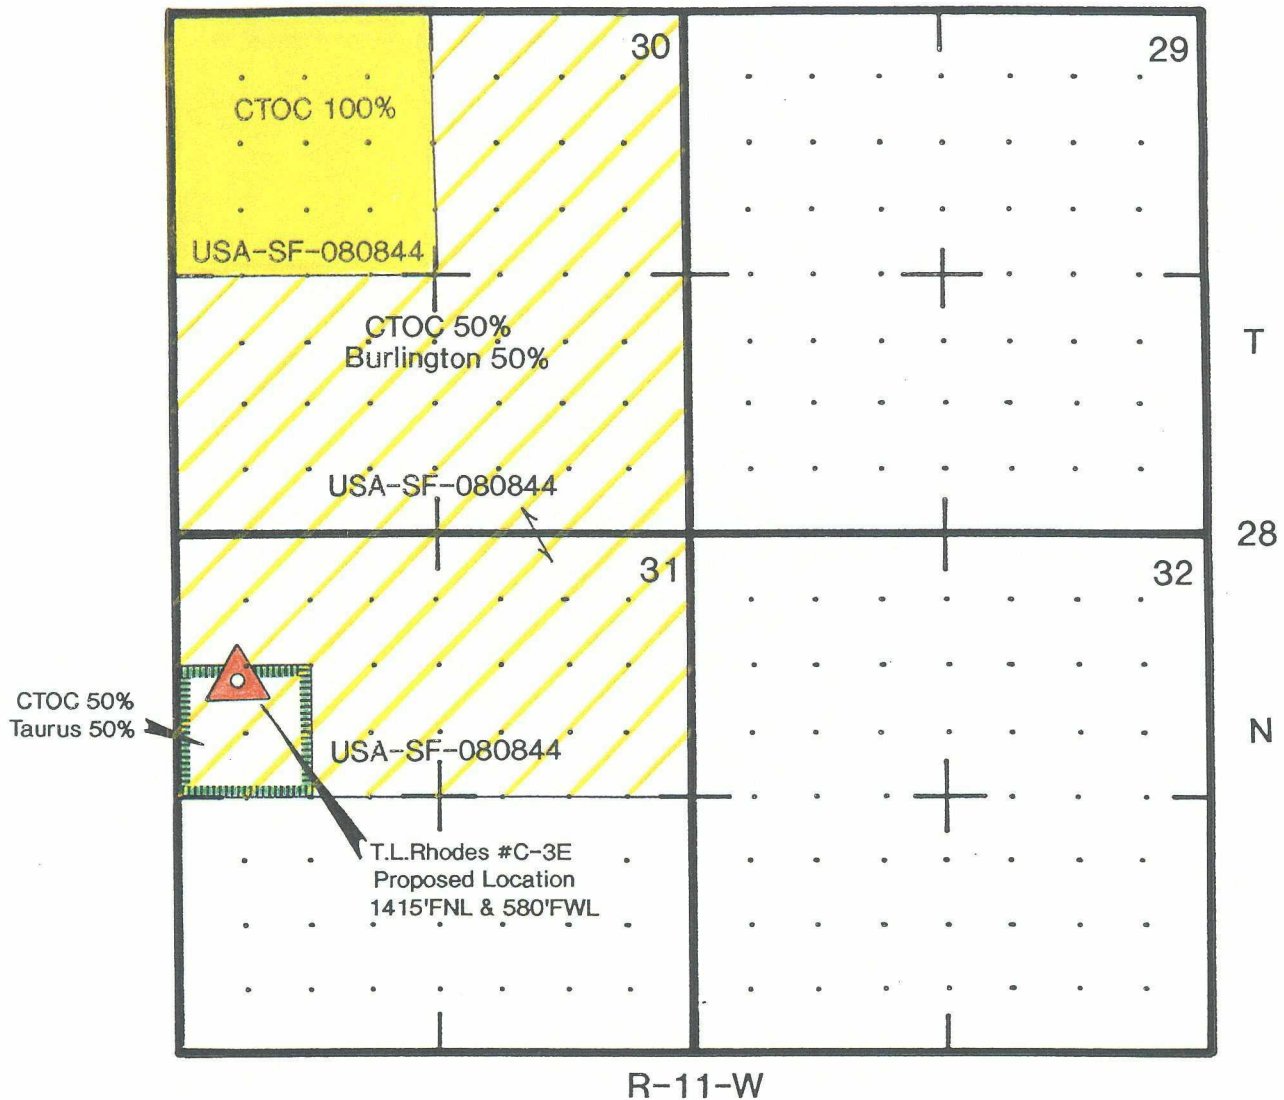 30
29
CTOC 100%
USA-SF-080844
CTOC 50%
Burlington 50%
T
USA-SF-080844
28
31
32
CTOC 50%
Taurus 50%
N
USA-SF-080844
T.L.Rhodes #C-3E
Proposed Location
1415'FNL & 580'FWL
R-11-W